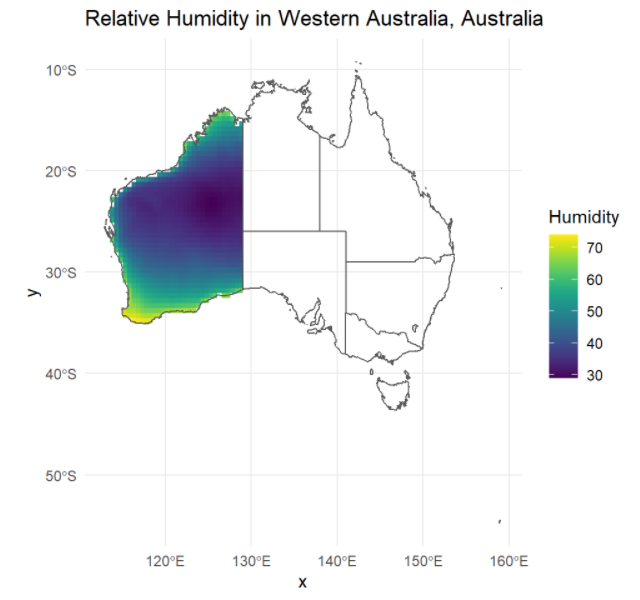 Relative Humidity in Western Australia, Australia
10°S
20°S
30°S
40°S
50°S
y
120°E
130°E
140°E
150°E
160°E
x
Humidity
70
60
50
40
30